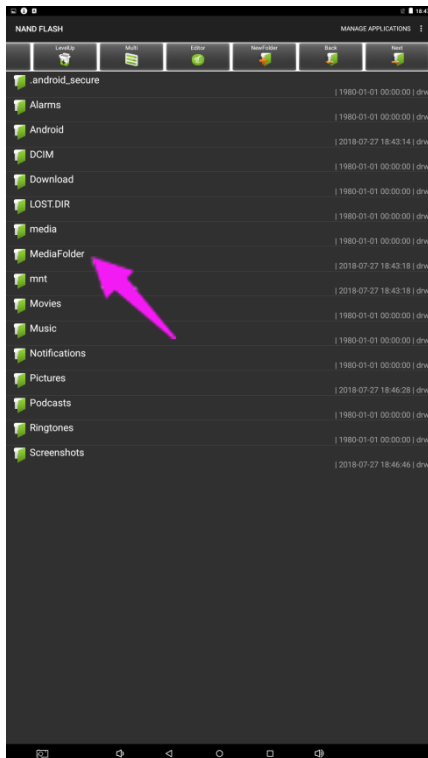 18:4
NAND FLASH MANAGE APPLICATIONS
LevelUp Multi Editor NewFolder Back Next
.android_secure
| 1980-01-01 00:00:00 | drw
Alarms
| 1980-01-01 00:00:00 | drw
Android
| 2018-07-27 18:43:14 | drw
DCIM
| 1980-01-01 00:00:00 | drw
Download
| 1980-01-01 00:00:00 | drw
LOST.DIR
| 1980-01-01 00:00:00 | drw
media
| 1980-01-01 00:00:00 | drw
MediaFolder
| 2018-07-27 18:43:18 | drw
mnt
| 2018-07-27 18:43:18 | drw
Movies
| 1980-01-01 00:00:00 | drw
Music
| 1980-01-01 00:00:00 | drw
Notifications
| 1980-01-01 00:00:00 | drw
Pictures
| 2018-07-27 18:46:28 | drw
Podcasts
| 1980-01-01 00:00:00 | drw
Ringtones
| 1980-01-01 00:00:00 | drw
Screenshots
| 2018-07-27 18:46:46 | drw